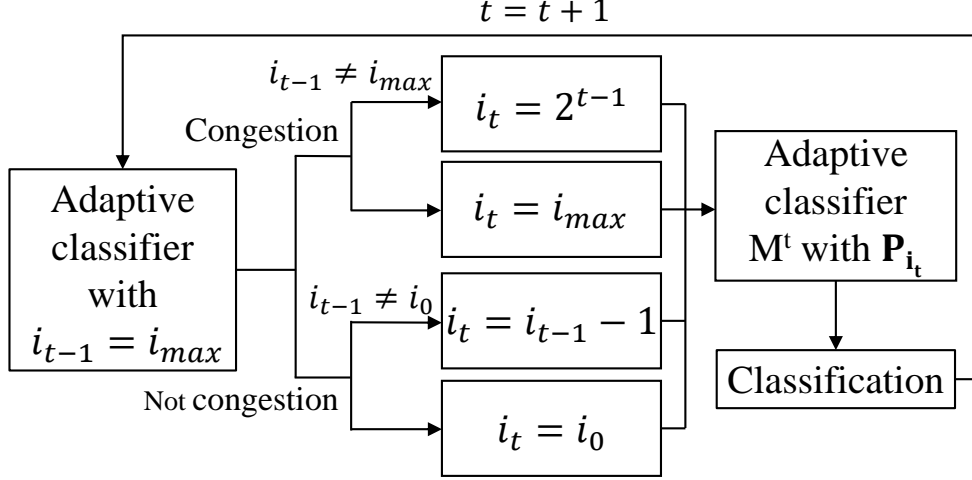 t = t + 1
Adaptive
classifier
with
i_{t−1} = i_{max}
Congestion
i_{t−1} ≠ i_{max}
i_t = 2^{t−1}
i_t = i_{max}
Not congestion
i_{t−1} ≠ i_0
i_t = i_{t−1} − 1
i_t = i_0
Adaptive
classifier
M^t with P_{i_t}
Classification